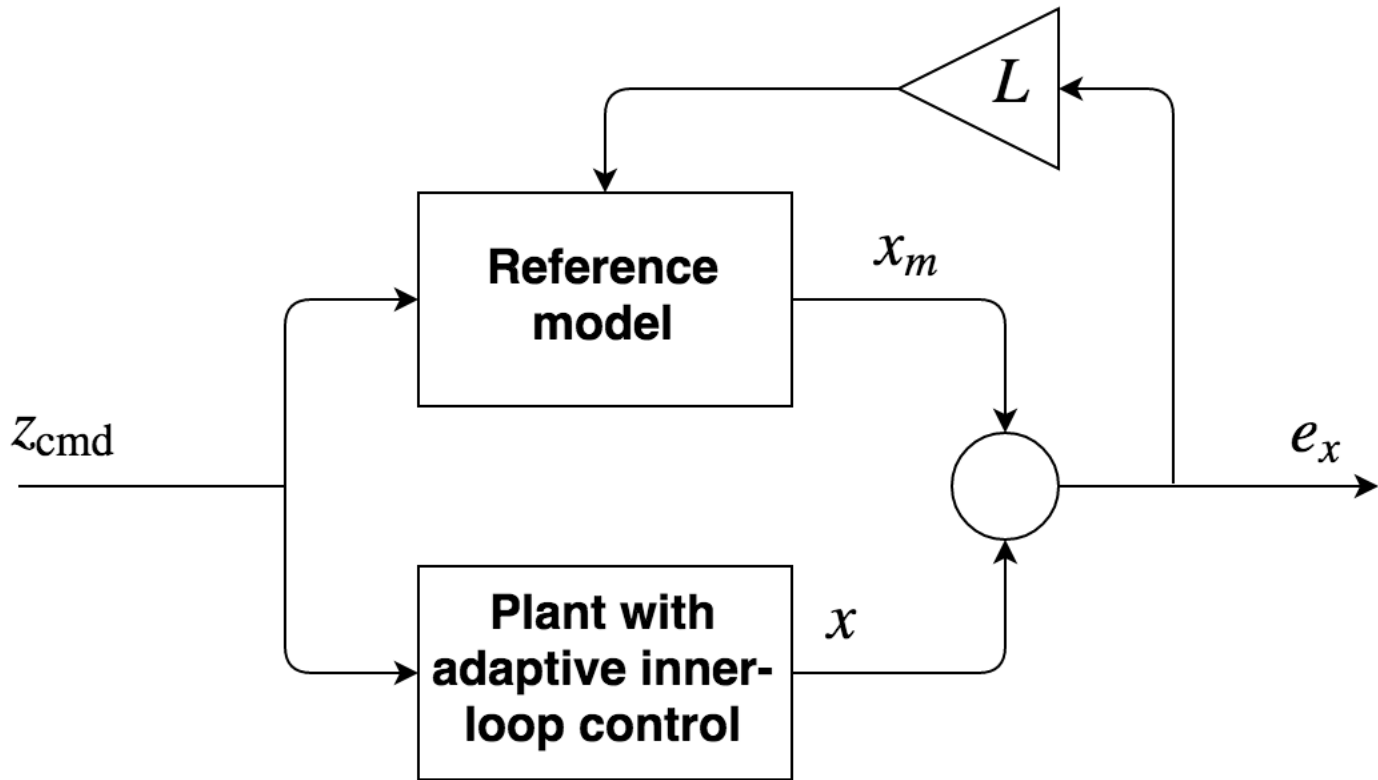 L
Reference
model
x_m
z_cmd
e_x
Plant with
adaptive inner-
loop control
x